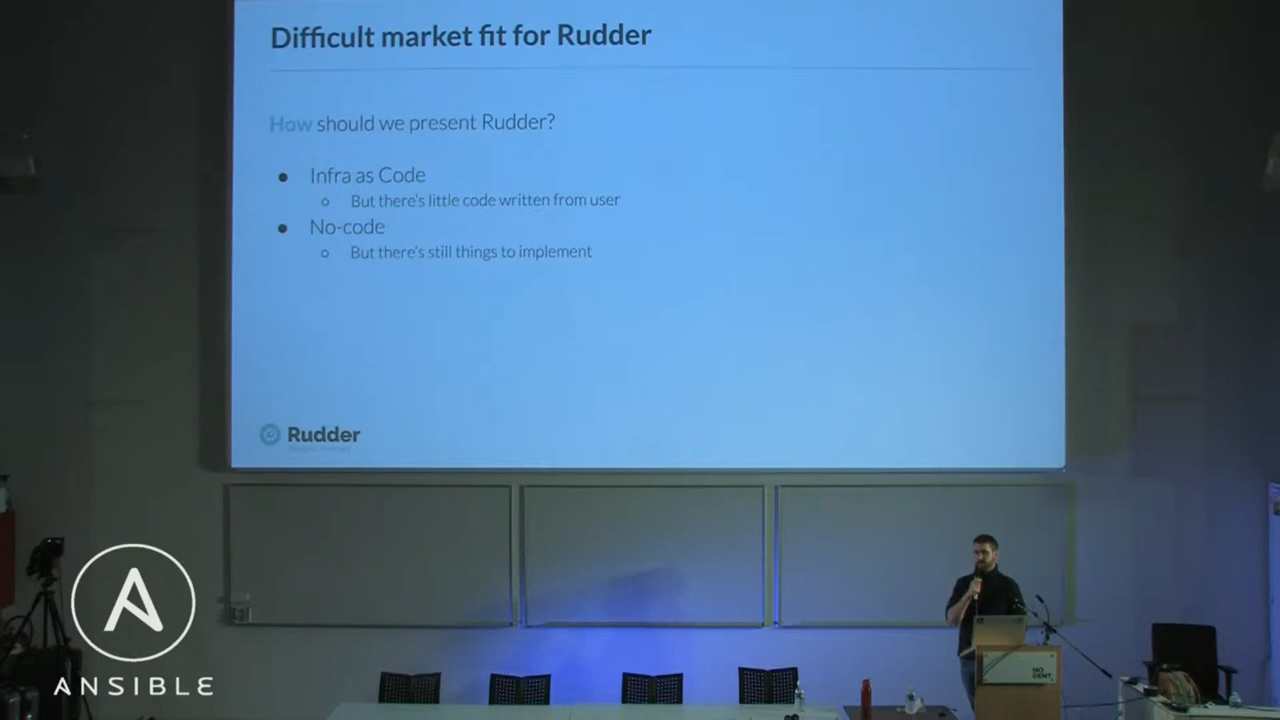 Difficult market fit for Rudder
How should we present Rudder?
Infra as Code
But there's little code written from user
No-code
But there's still things to implement
Rudder
ANSIBLE